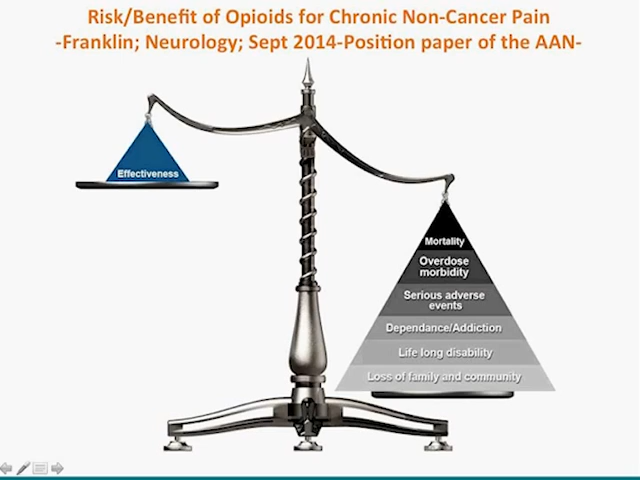 Risk/Benefit of Opioids for Chronic Non-Cancer Pain
-Franklin; Neurology; Sept 2014-Position paper of the AAN-
Effectiveness
Mortality
Overdose
morbidity
Serious adverse
events
Dependance/Addiction
Life long disability
Loss of family and community